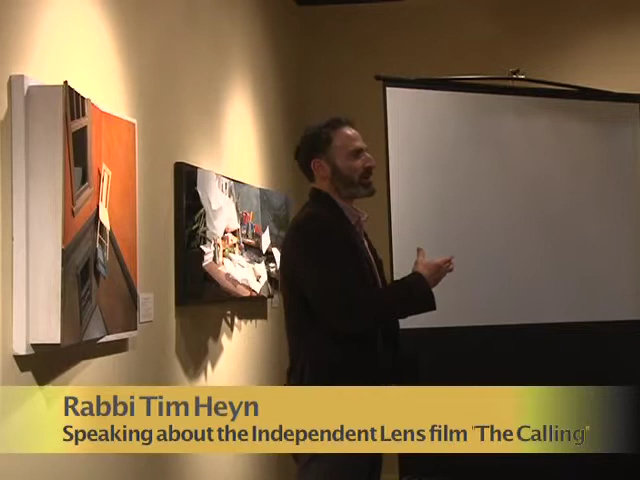 Rabbi Tim Heyn
Speaking about the Independent Lens film "The Calling"